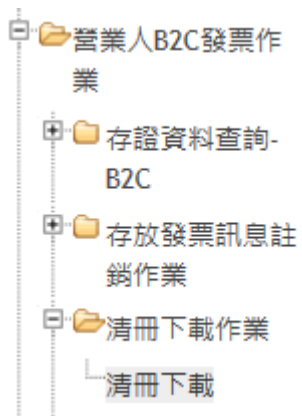 營業人B2C發票作
業
存證資料查詢-
B2C
存放發票訊息註
銷作業
清冊下載作業
清冊下載